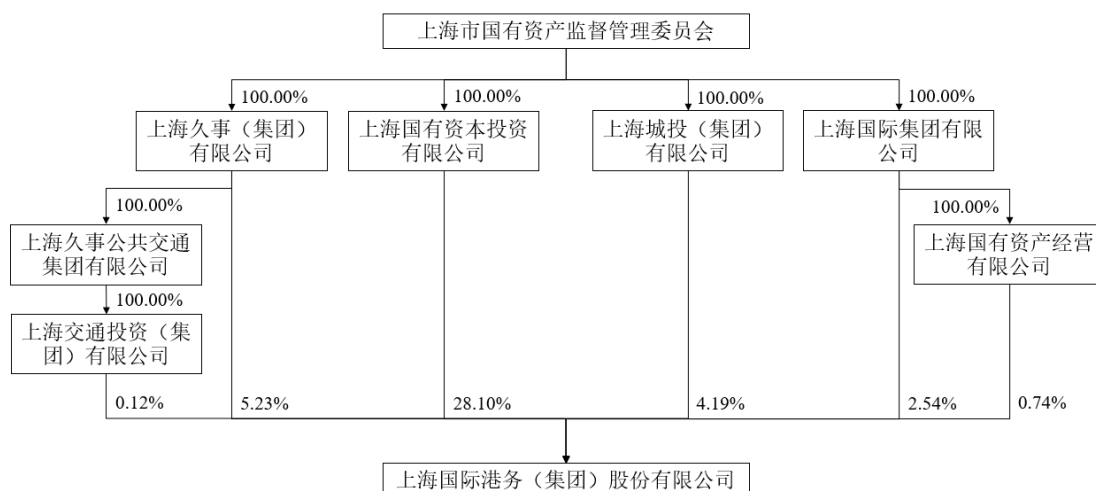 上海市国有资产监督管理委员会
100.00%
100.00%
100.00%
100.00%
上海久事（集团）
有限公司
上海国有资本投资
有限公司
上海城投（集团）
有限公司
上海国际集团有限
公司
100.00%
100.00%
上海久事公共交通
集团有限公司
上海国有资产经营
有限公司
100.00%
上海交通投资（集
团）有限公司
0.12%
5.23%
28.10%
4.19%
2.54%
0.74%
上海国际港务（集团）股份有限公司